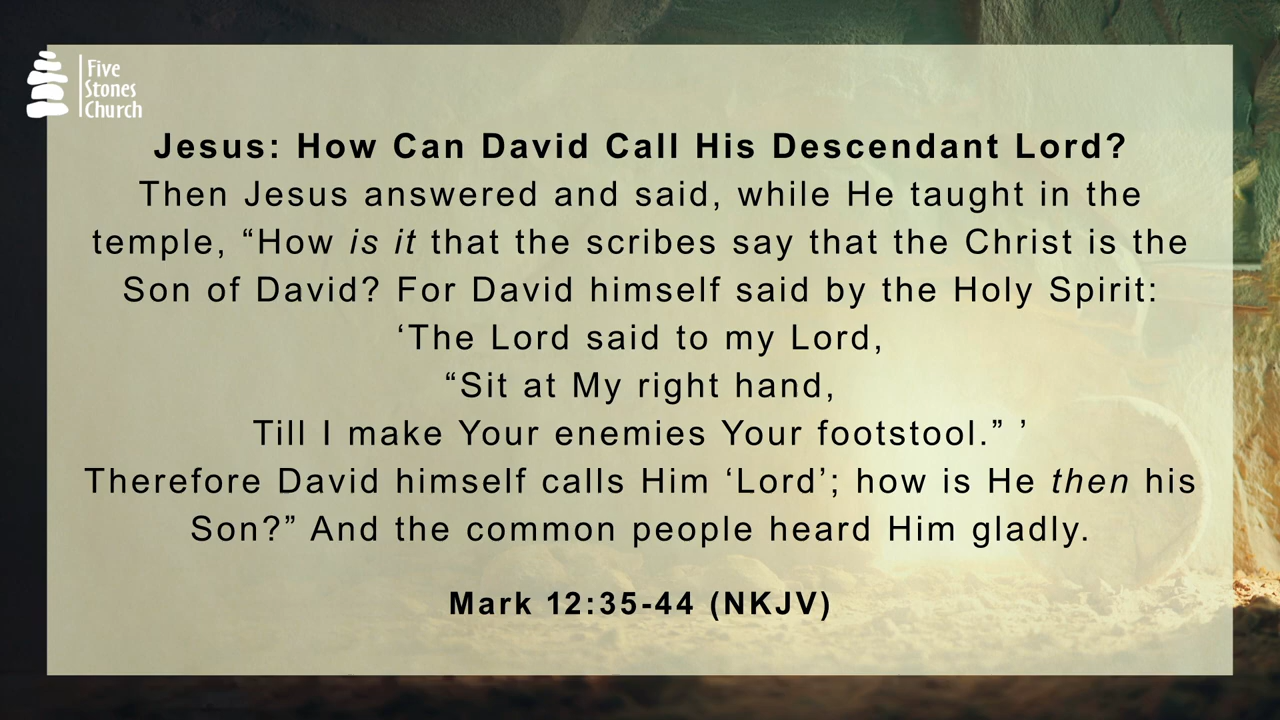 Five
Stones
Church
Jesus: How Can David Call His Descendant Lord?
Then Jesus answered and said, while He taught in the
temple, “How is it that the scribes say that the Christ is the
Son of David? For David himself said by the Holy Spirit:
‘The Lord said to my Lord,
“Sit at My right hand,
Till I make Your enemies Your footstool.” ’
Therefore David himself calls Him ‘Lord’; how is He then his
Son?” And the common people heard Him gladly.
Mark 12:35-44 (NKJV)